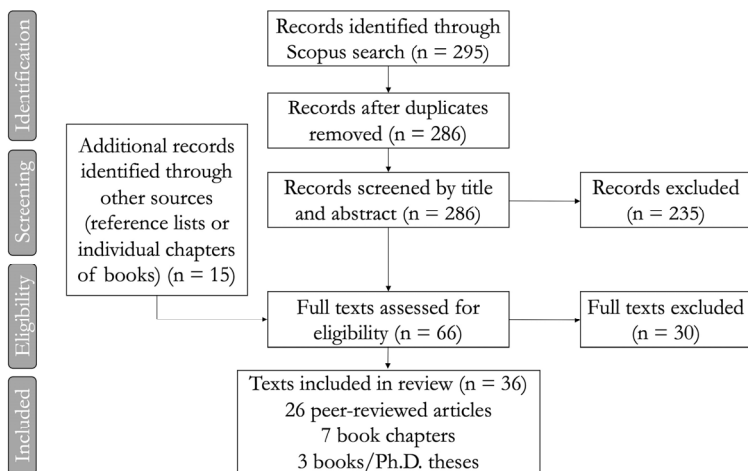 Identification
Records identified through
Scopus search (n = 295)
Records after duplicates
removed (n = 286)
Additional records
identified through
other sources
(reference lists or
individual chapters
of books) (n = 15)
Screening
Records screened by title
and abstract (n = 286)
Records excluded
(n = 235)
Eligibility
Full texts assessed for
eligibility (n = 66)
Full texts excluded
(n = 30)
Included
Texts included in review (n = 36)
26 peer-reviewed articles
7 book chapters
3 books/Ph.D. theses